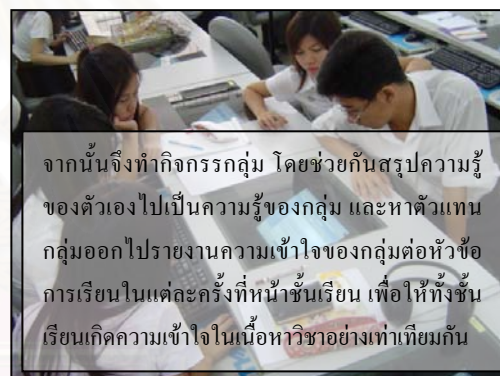 จากนั้นจึงทำกิจกรรกลุ่ม โดยช่วยกันสรุปความรู้
ของตัวเองไปเป็นความรู้ของกลุ่ม และหาตัวแทน
กลุ่มออกไปรายงานความเข้าใจของกลุ่มต่อหัวข้อ
การเรียนในแต่ละครั้งที่หน้าชั้นเรียน เพื่อให้ทั้งชั้น
เรียนเกิดความเข้าใจในเนื้อหาวิชาอย่างเท่าเทียมกัน